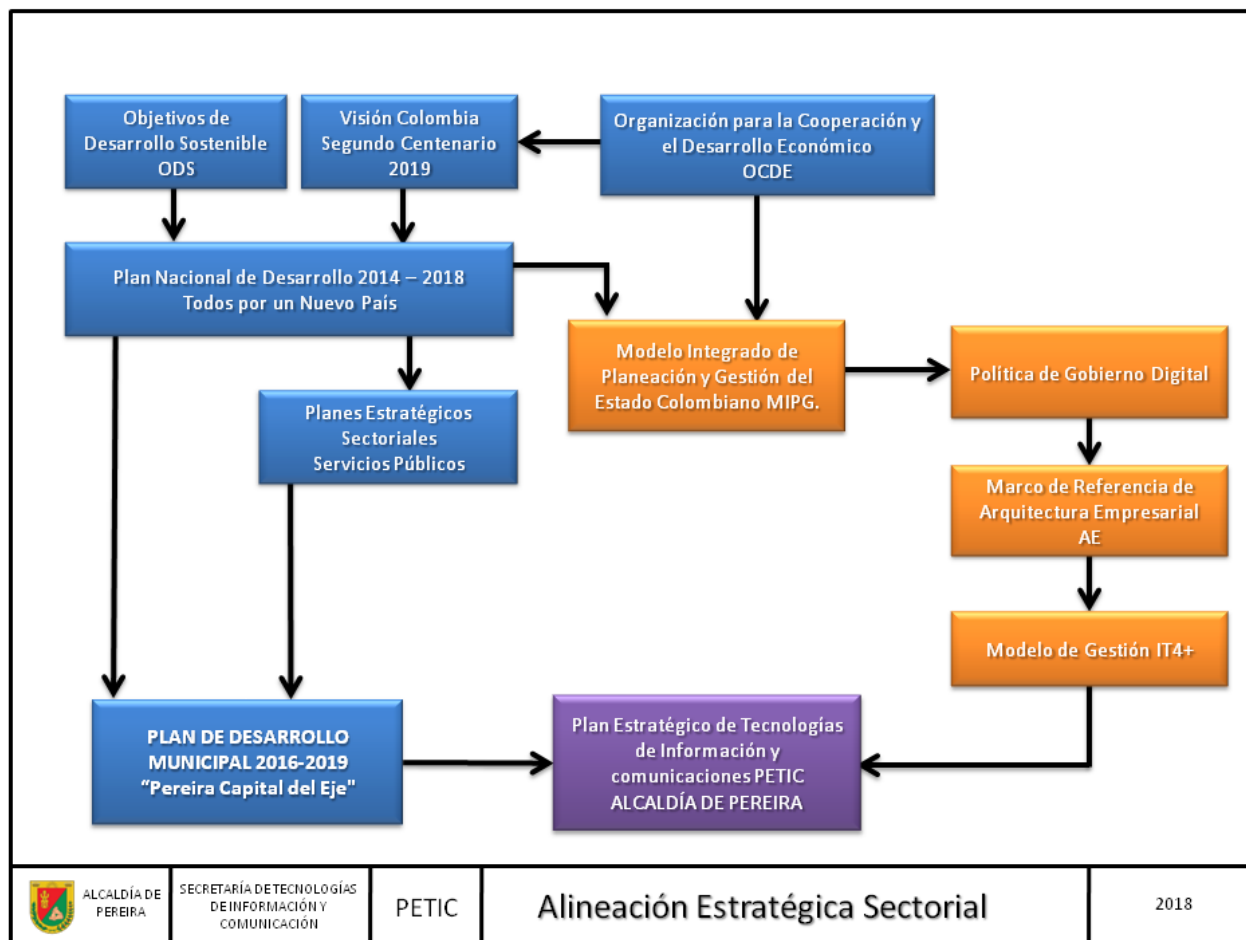 Objetivos de
Desarrollo Sostenible
ODS
Visión Colombia
Segundo Centenario
2019
Organización para la Cooperación y
el Desarrollo Económico
OCDE
Plan Nacional de Desarrollo 2014 – 2018
Todos por un Nuevo País
Modelo Integrado de
Planeación y Gestión del
Estado Colombiano MIPG.
Política de Gobierno Digital
Planes Estratégicos
Sectoriales
Servicios Públicos
Marco de Referencia de
Arquitectura Empresarial
AE
Modelo de Gestión IT4+
PLAN DE DESARROLLO
MUNICIPAL 2016-2019
“Pereira Capital del Eje"
Plan Estratégico de Tecnologías
de Información y
comunicaciones PETIC
ALCALDÍA DE PEREIRA
ALCALDÍA DE
PEREIRA
SECRETARÍA DE TECNOLOGÍAS
DE INFORMACIÓN Y
COMUNICACIÓN
PETIC
Alineación Estratégica Sectorial
2018